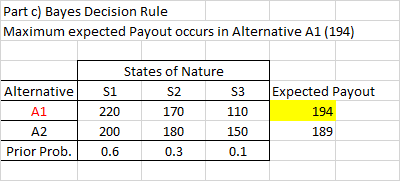 Part c) Bayes Decision Rule
Maximum expected Payout occurs in Alternative A1 (194)
States of Nature
Alternative S1 S2 S3 Expected Payout
A1 220 170 110 194
A2 200 180 150 189
Prior Prob. 0.6 0.3 0.1